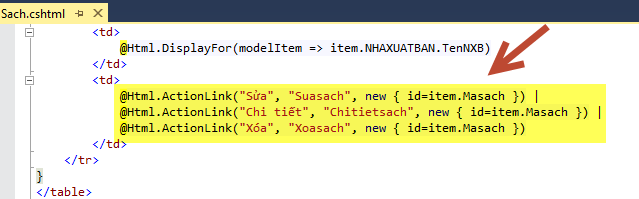 Sach.cshtml
<td>
@Html.DisplayFor(modelItem => item.NHAXUATBAN.TenNXB)
</td>
<td>
@Html.ActionLink("Sửa", "Suasach", new { id=item.Masach }) |
@Html.ActionLink("Chi tiết", "Chitietsach", new { id=item.Masach }) |
@Html.ActionLink("Xóa", "Xoasach", new { id=item.Masach })
</td>
</tr>
}
</table>